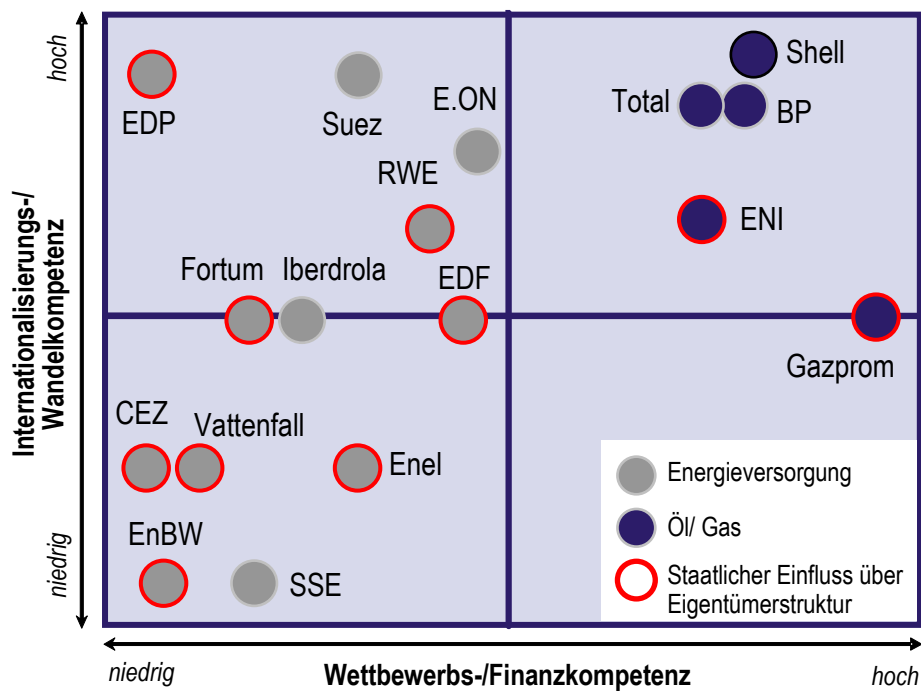 hoch
Internationalisierungs-/
Wandelkompetenz
niedrig
Shell
Total
BP
EDP
Suez
E.ON
RWE
ENI
Fortum
Iberdrola
EDF
Gazprom
CEZ
Vattenfall
Enel
EnBW
SSE
Energieversorgung
Öl/ Gas
Staatlicher Einfluss über
Eigentümerstruktur
niedrig
Wettbewerbs-/Finanzkompetenz
hoch